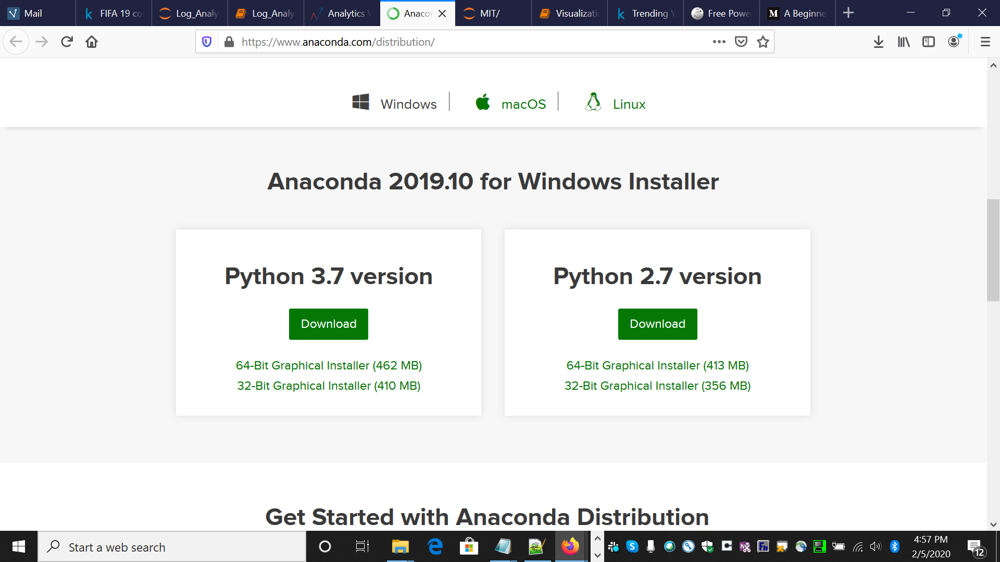 Mail
FIFA 19 co
Log_Analy
Log_Analy
Analytics V
Anacon
MIT/
Visualizati
Trending Y
Free Powe
M A Beginne
https://www.anaconda.com/distribution/
Windows
macOS
Linux
Anaconda 2019.10 for Windows Installer
Python 3.7 version
Download
64-Bit Graphical Installer (462 MB)
32-Bit Graphical Installer (410 MB)
Python 2.7 version
Download
64-Bit Graphical Installer (413 MB)
32-Bit Graphical Installer (356 MB)
Get Started with Anaconda Distribution
Start a web search
4:57 PM
2/5/2020
12